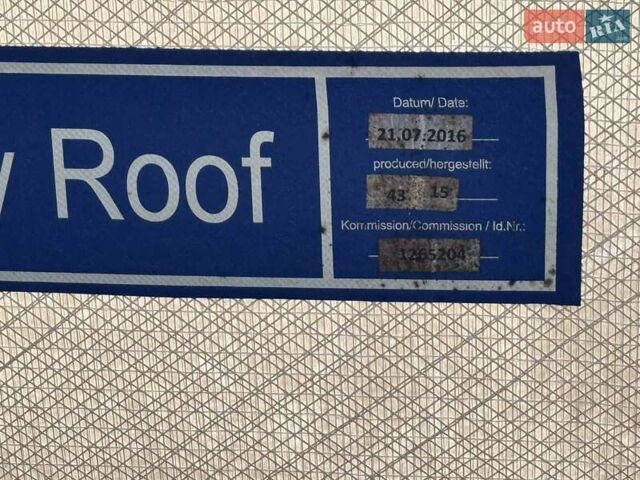 auto RIA
Datum/ Date:
21.07.2016
Roof
produced/hergestellt:
43 15
Kommission/Commission / Id.Nr.:
1265204